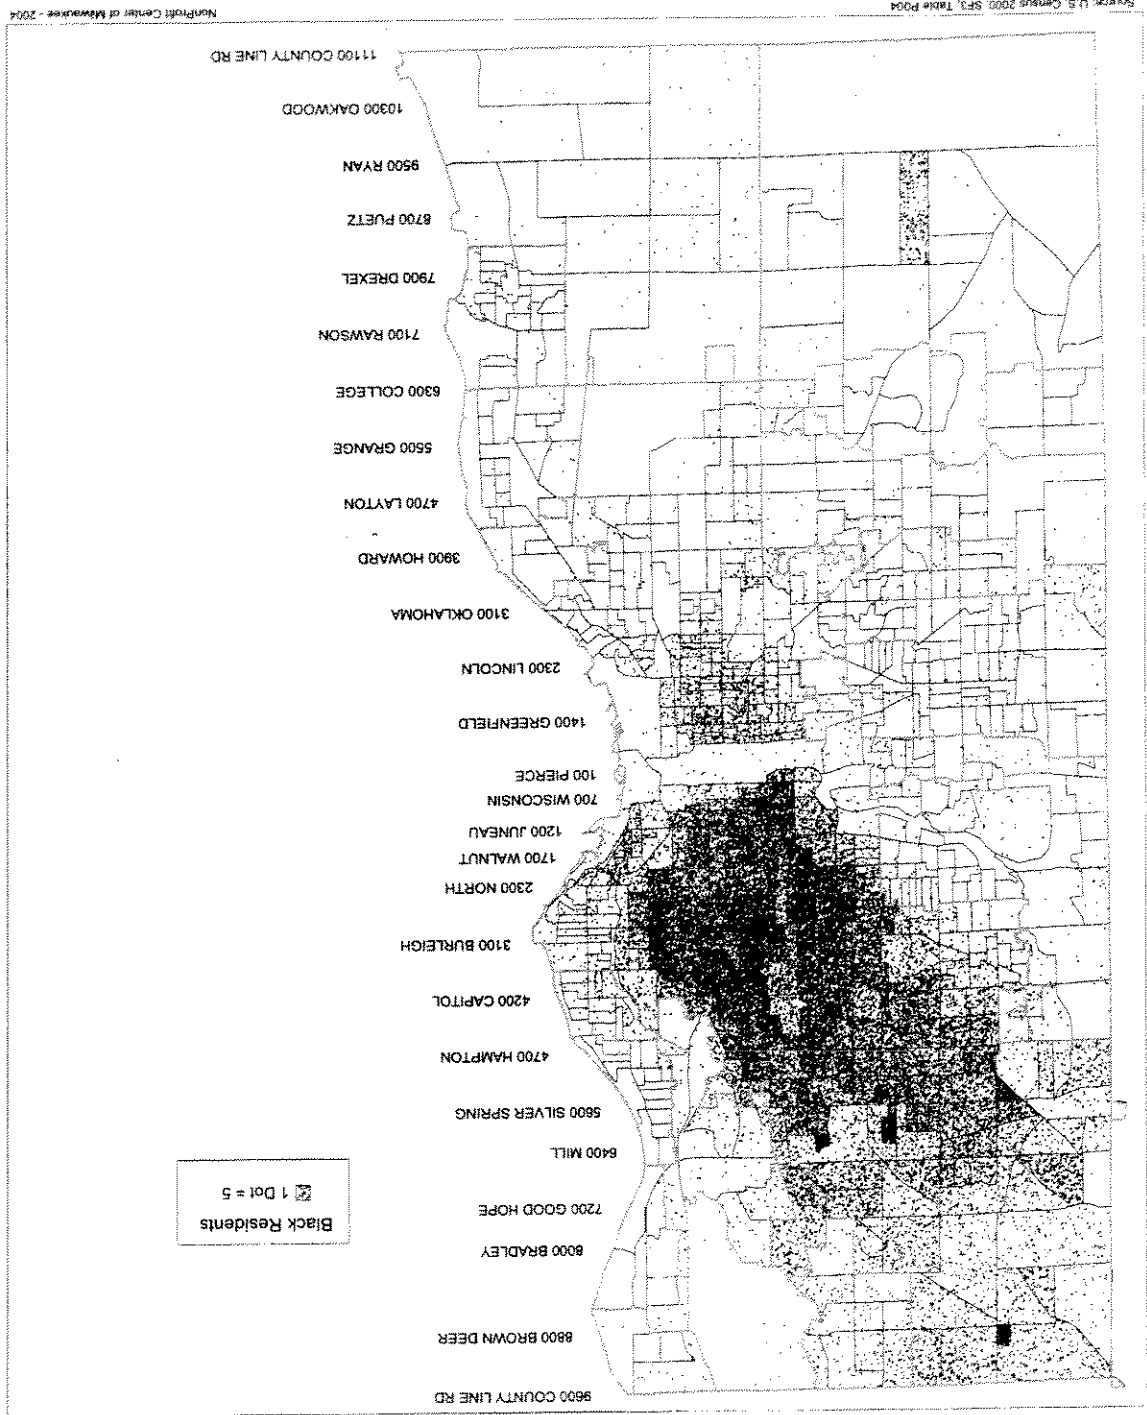 9600 COUNTY LINE RD
8800 BROWN DEER
8000 BRADLEY
7200 GOOD HOPE
Black Residents
1 Dot = 5
6400 MILL
5600 SILVER SPRING
4700 HAMPTON
4200 CAPITOL
3100 BURLEIGH
2300 NORTH
1700 WALNUT
1200 JUNEAU
700 WISCONSIN
100 PIERCE
1400 GREENFIELD
2300 LINCOLN
3100 OKLAHOMA
3900 HOWARD
4700 LAYTON
5500 GRANGE
6300 COLLEGE
7100 RAWSON
7900 DREXEL
8700 PUETZ
9500 RYAN
10300 OAKWOOD
11100 COUNTY LINE RD
Source: U.S. Census 2000, SF3, Table P004
NonProfit Center of Milwaukee - 2004